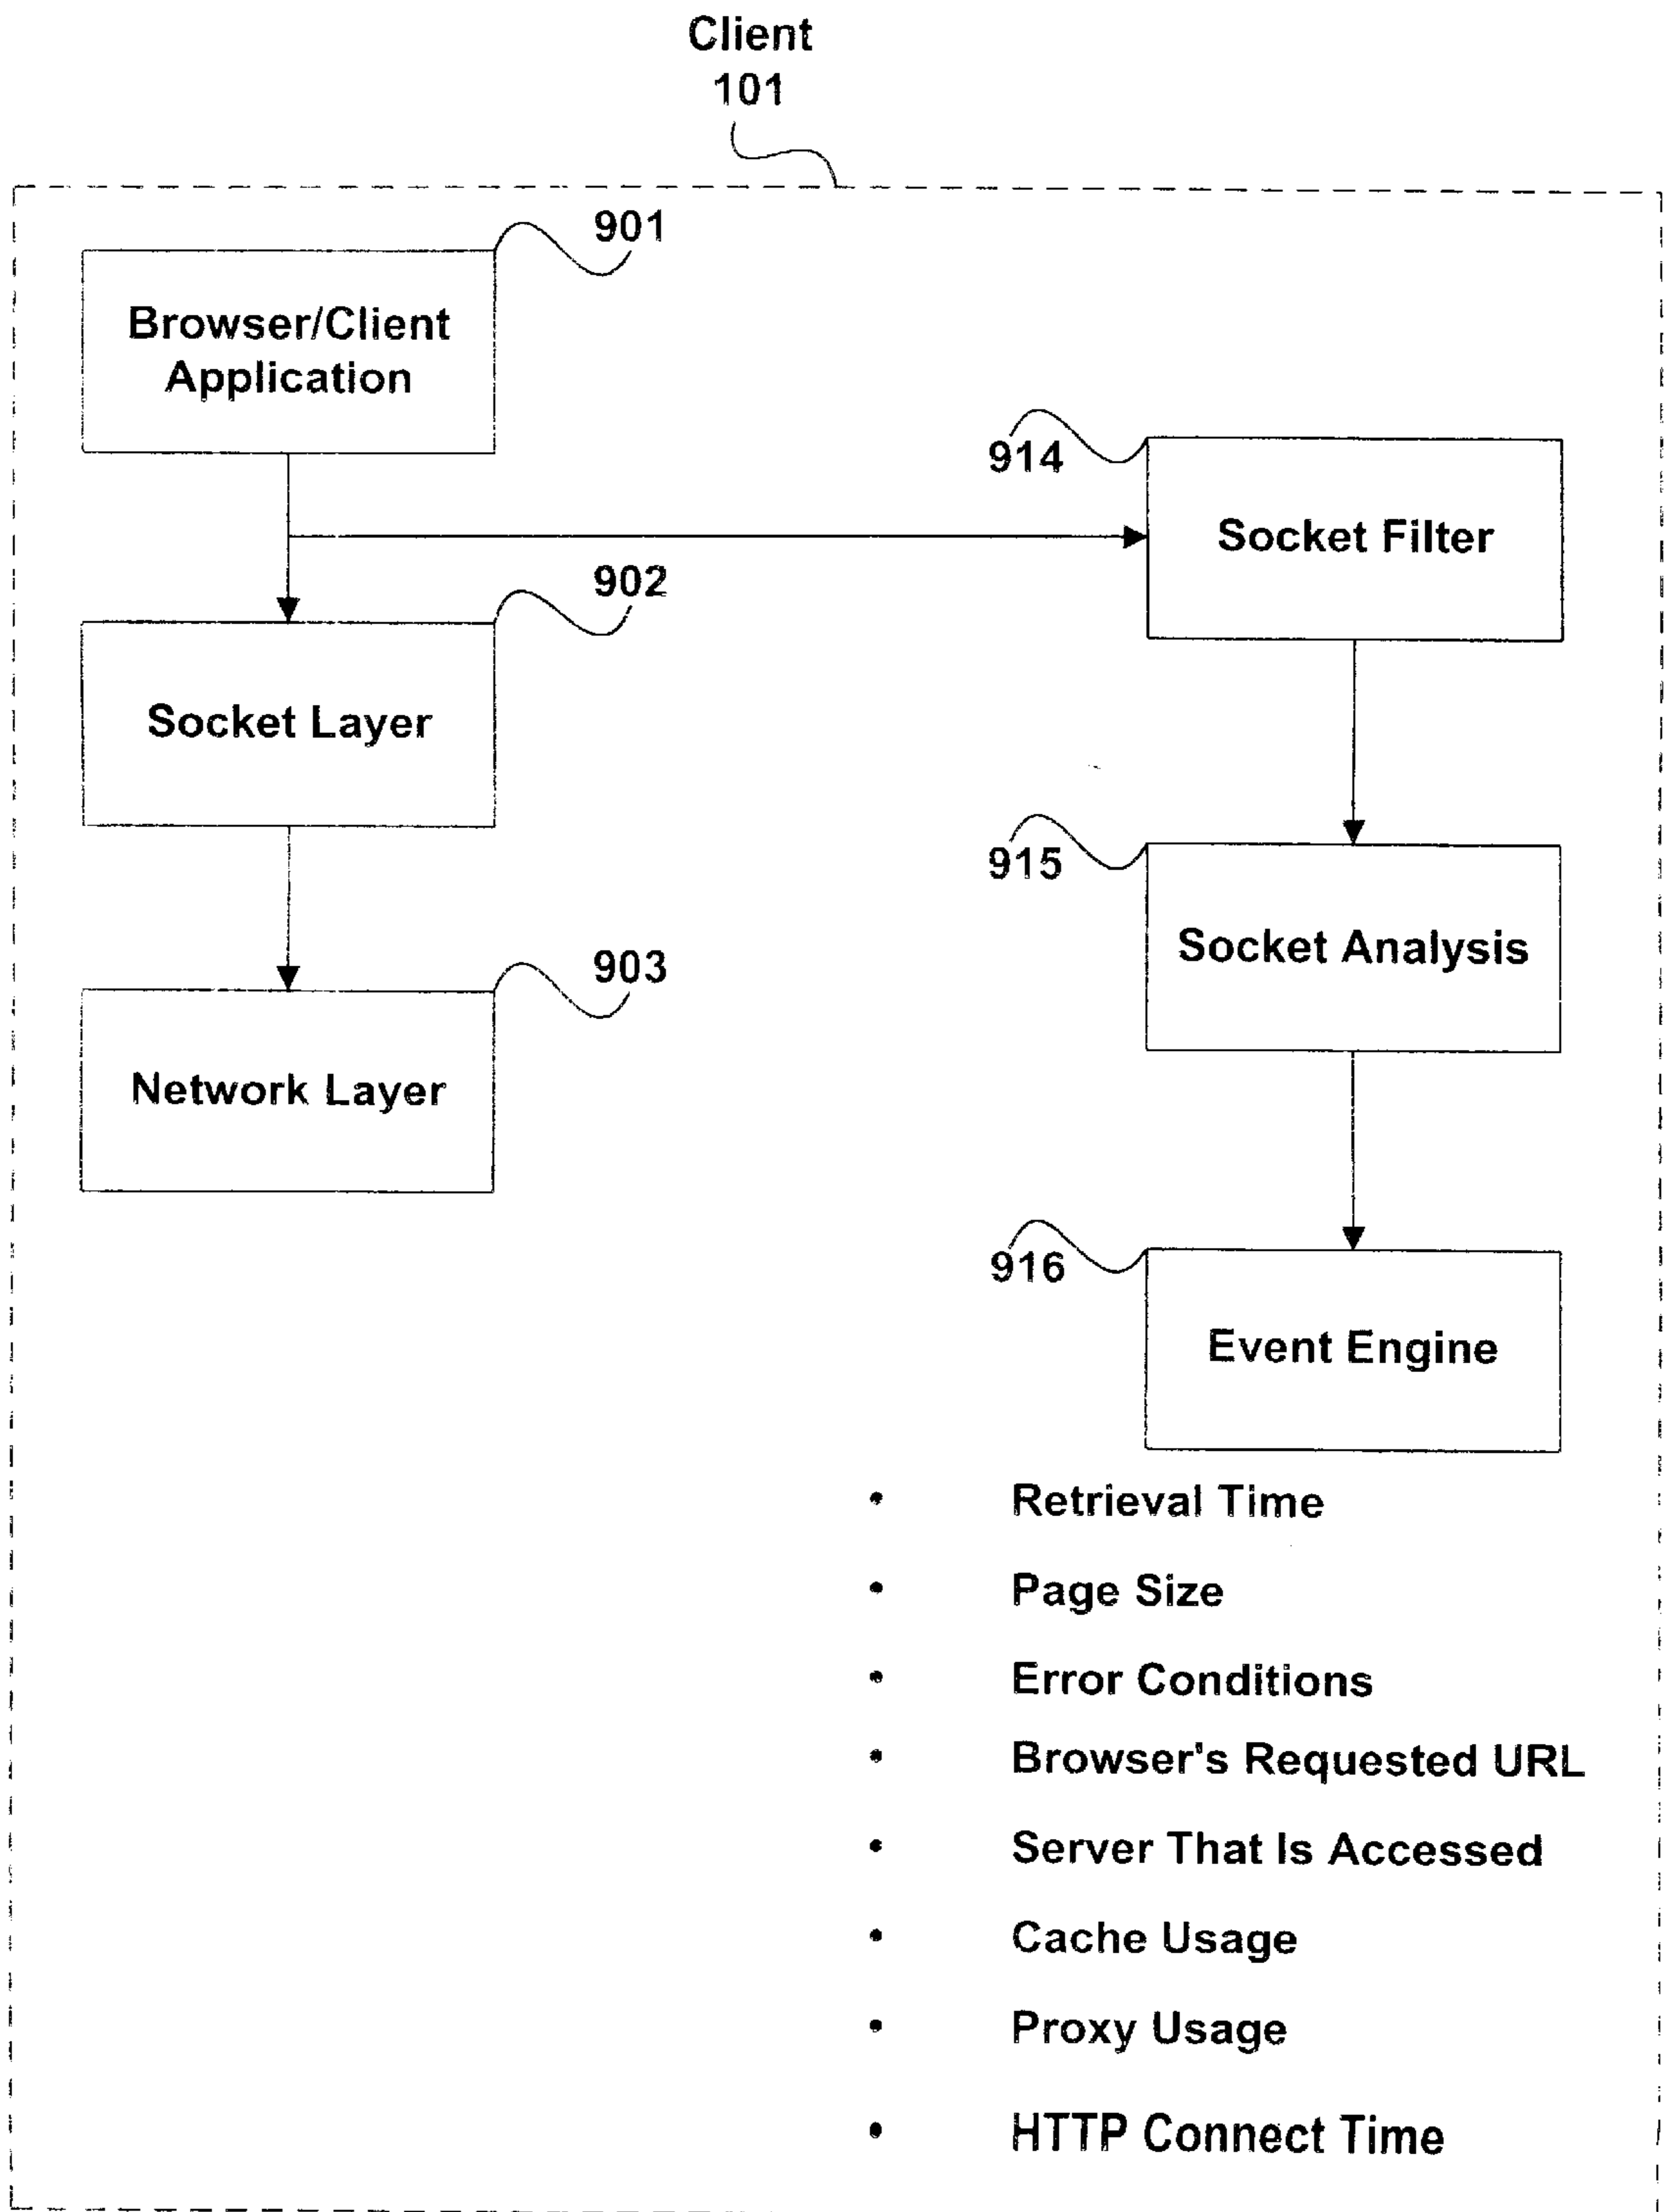 Client
101
901
Browser/Client
Application
914
Socket Filter
902
Socket Layer
915
Socket Analysis
903
Network Layer
916
Event Engine
• Retrieval Time
• Page Size
• Error Conditions
• Browser's Requested URL
• Server That Is Accessed
• Cache Usage
• Proxy Usage
• HTTP Connect Time